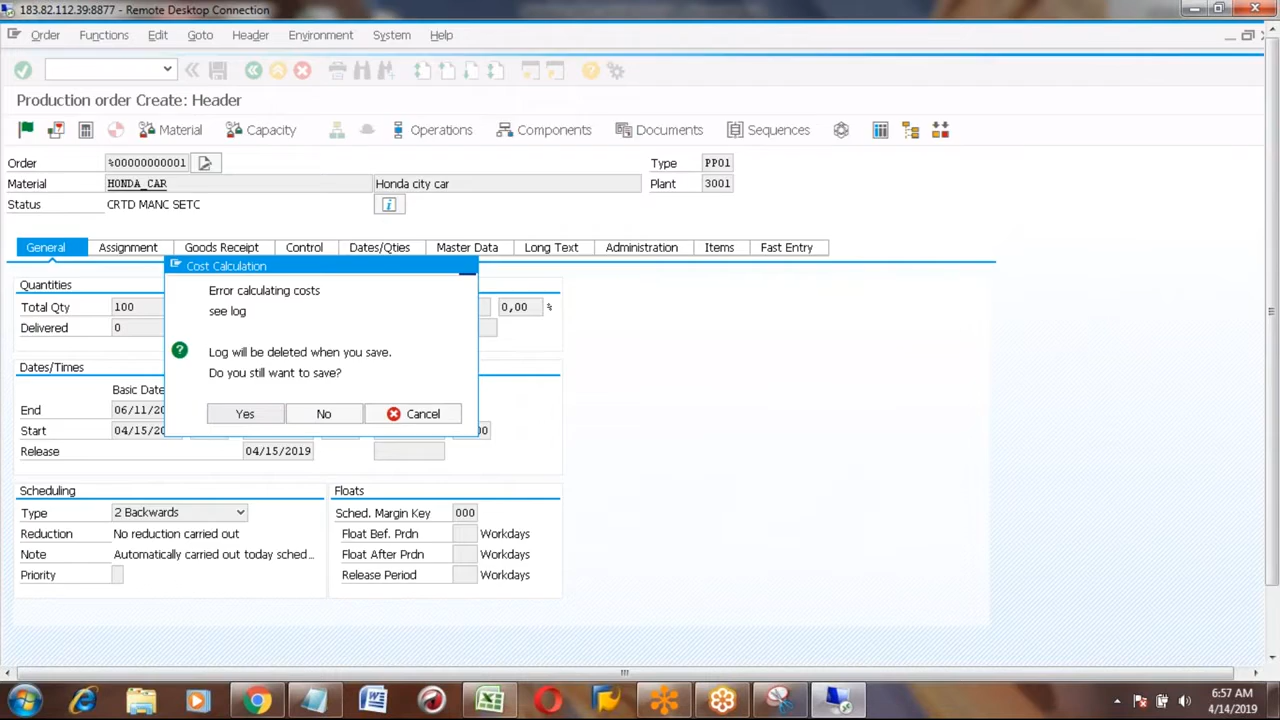 183.82.112.39:8877 - Remote Desktop Connection
Order Functions Edit Goto Header Environment System Help
Production order Create: Header
Material Capacity Operations Components Documents Sequences
Order %00000000001 Type PP01
Material HONDA_CAR Honda city car Plant 3001
Status CRTD MANC SETC
General Assignment Goods Receipt Control Dates/Qties Master Data Long Text Administration Items Fast Entry
Cost Calculation
Error calculating costs
see log
Log will be deleted when you save.
Do you still want to save?
Yes No Cancel
Quantities
Total Qty 100 0,00 %
Delivered 0
Dates/Times
Basic Date
End 06/11/20
Start 04/15/20 00
Release 04/15/2019
Scheduling
Type 2 Backwards
Reduction No reduction carried out
Note Automatically carried out today sched...
Priority
Floats
Sched. Margin Key 000
Float Bef. Prdn Workdays
Float After Prdn Workdays
Release Period Workdays
6:57 AM
4/14/2019